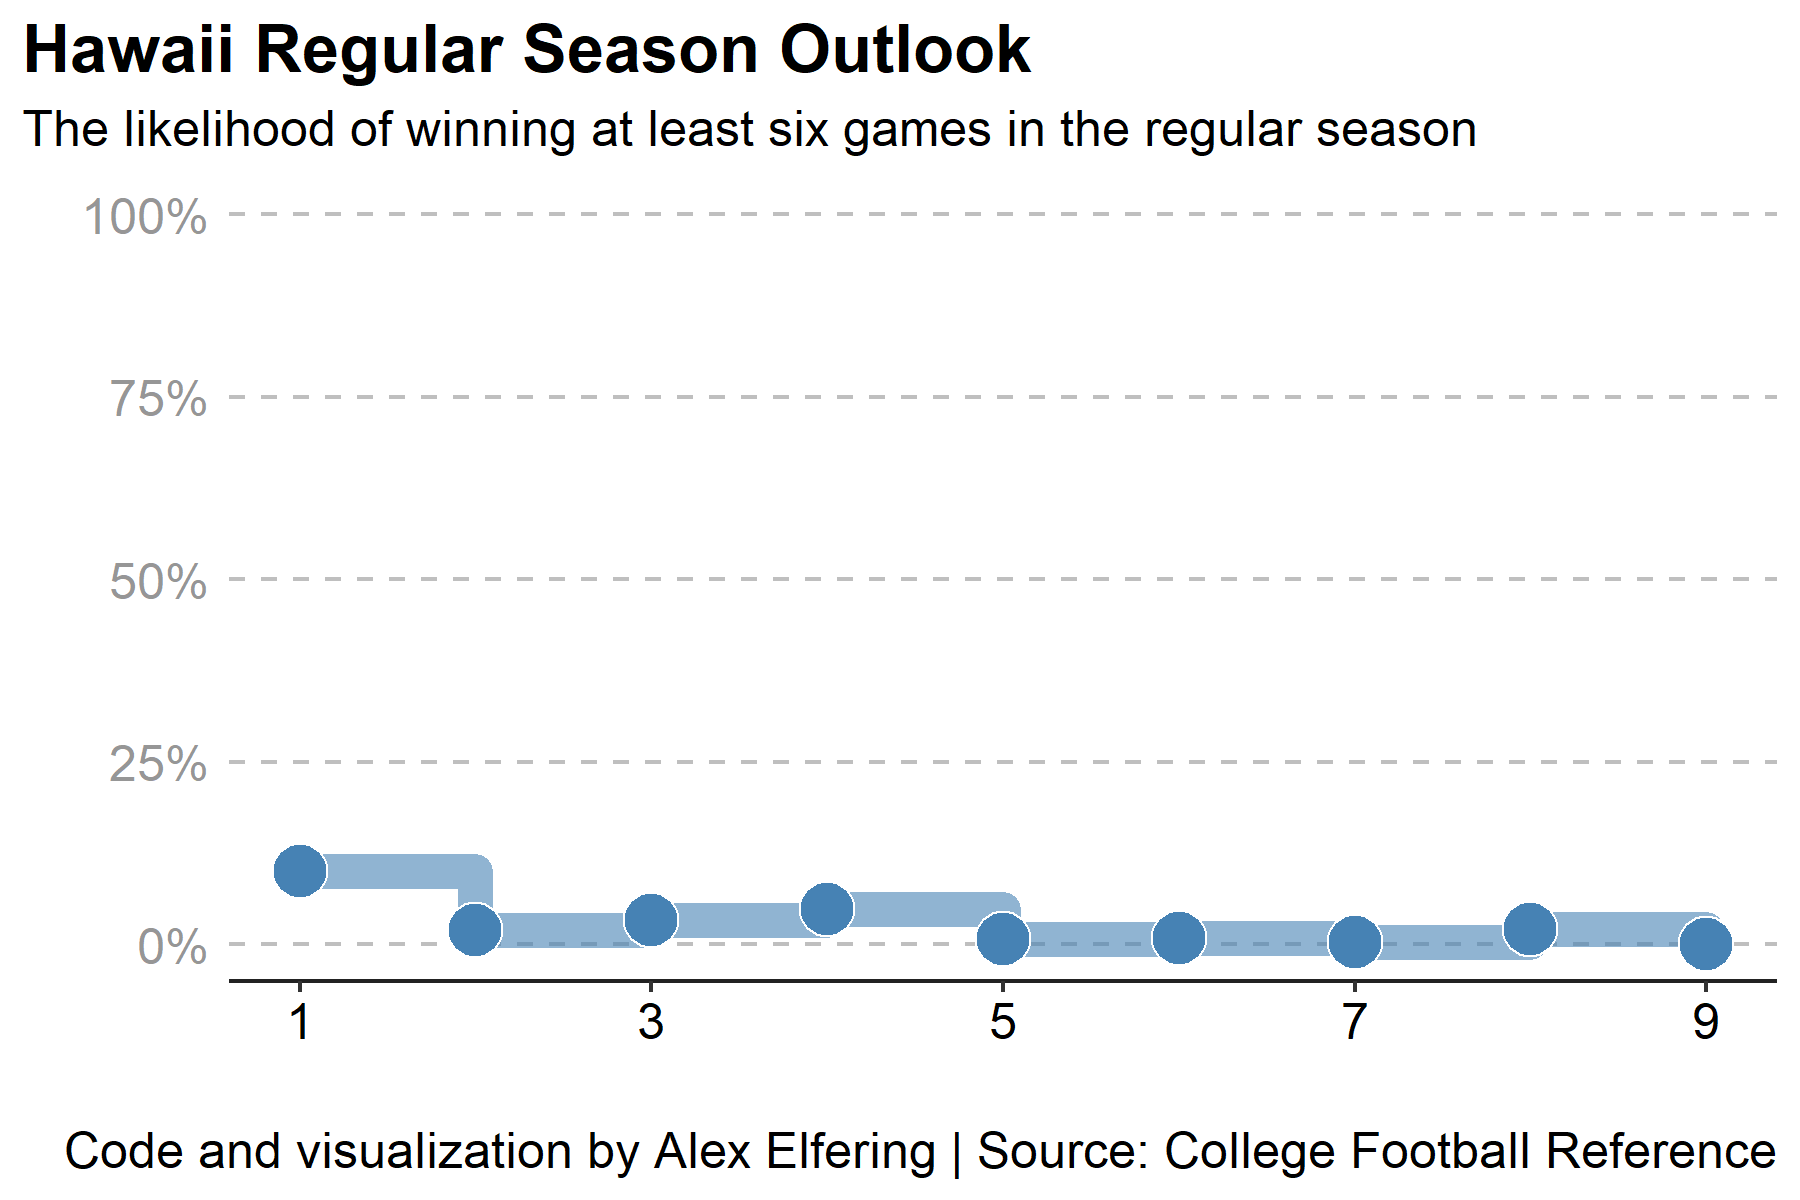 Hawaii Regular Season Outlook
The likelihood of winning at least six games in the regular season
100%
75%
50%
25%
0%
1 3 5 7 9
Code and visualization by Alex Elfering | Source: College Football Reference